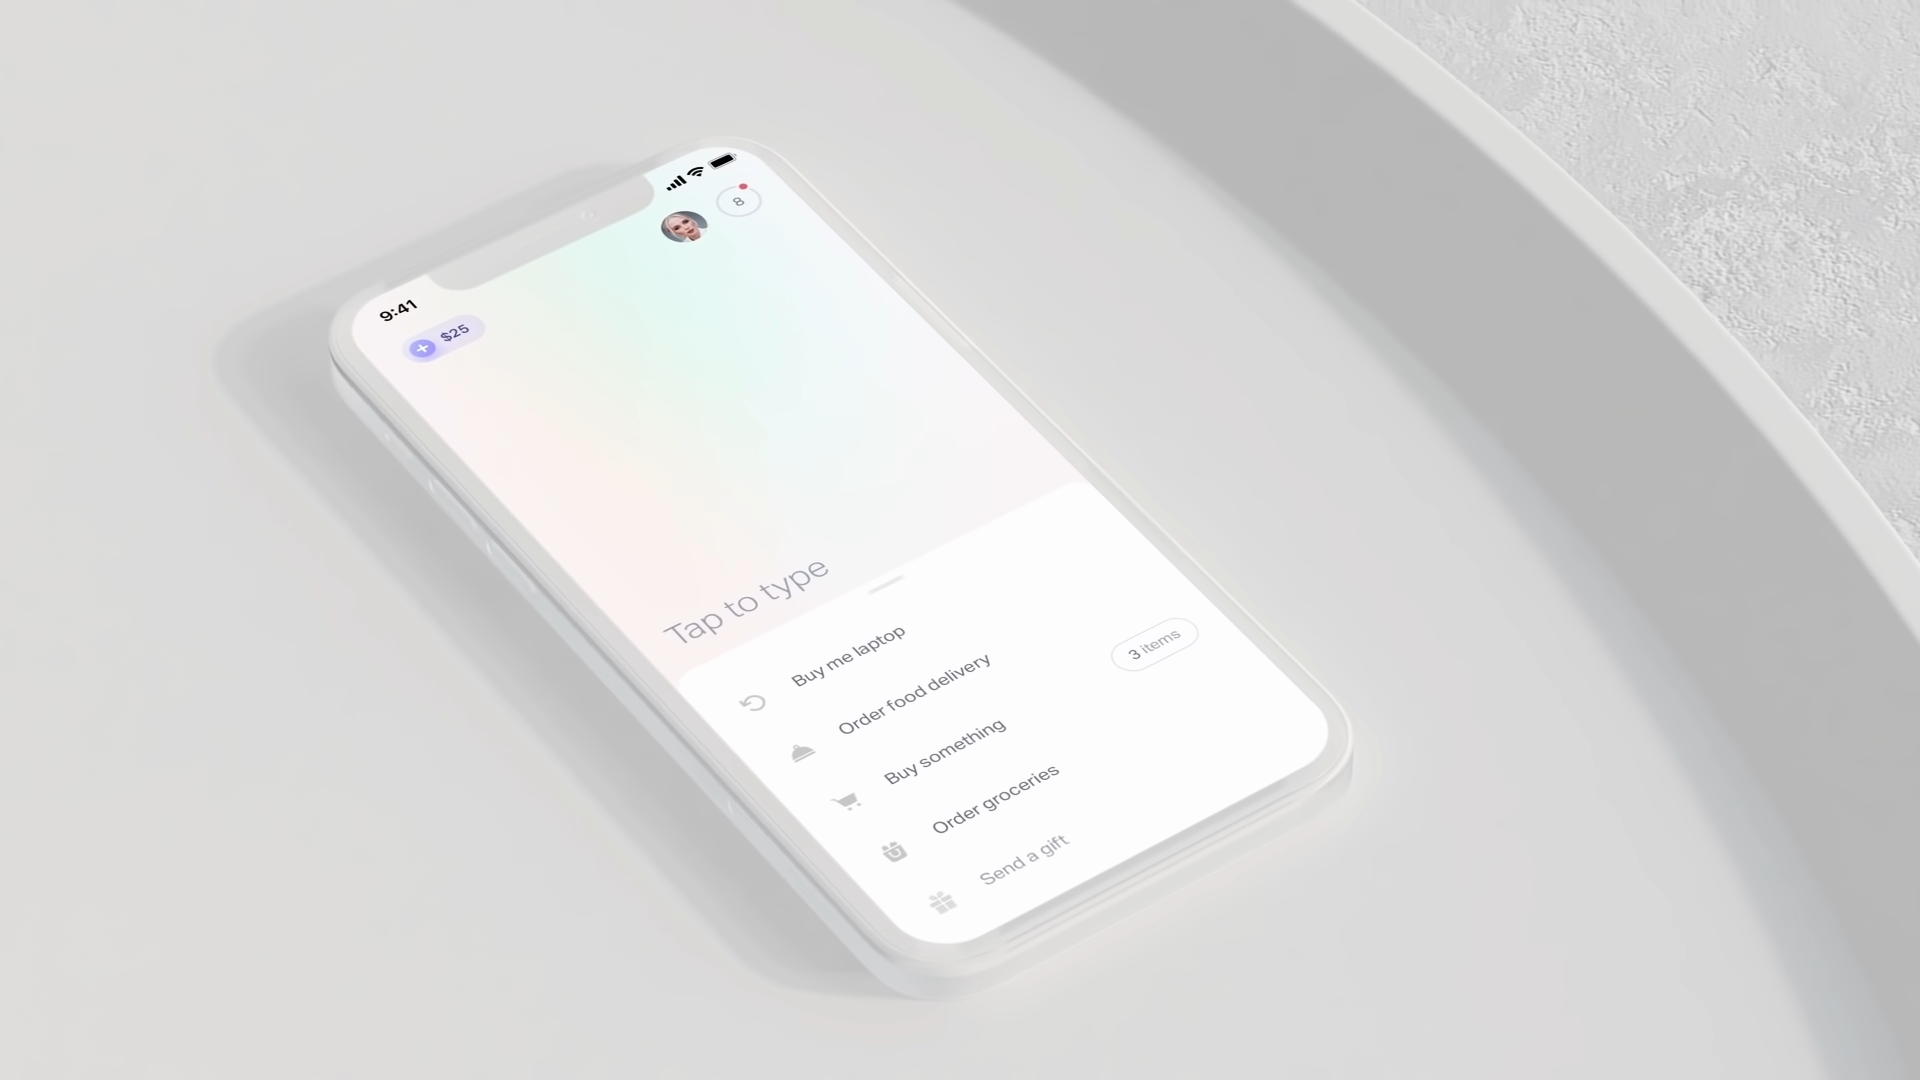 9:41
$25
8
Tap to type
Buy me laptop
Order food delivery
3 items
Buy something
Order groceries
Send a gift